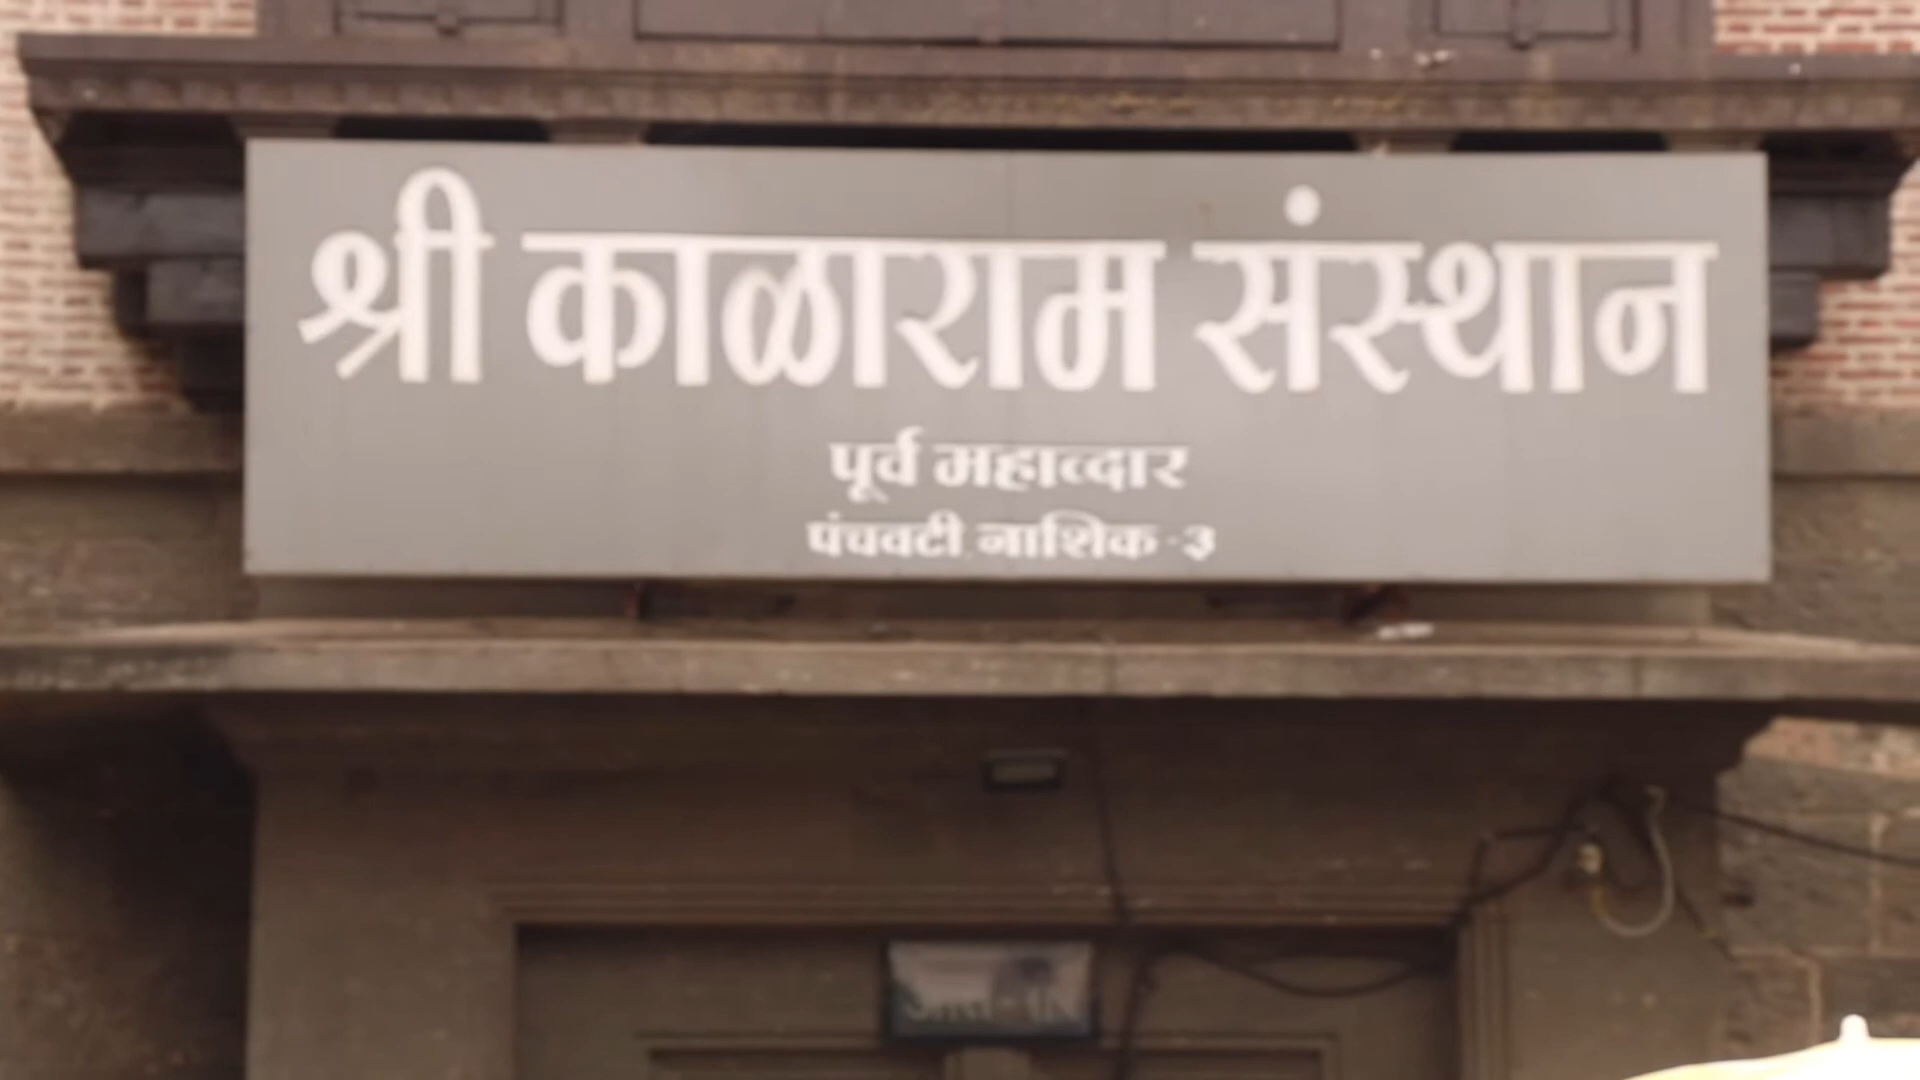 श्री काळाराम संस्थान
पूर्व महाव्दार
पंचवटी, नाशिक - ३